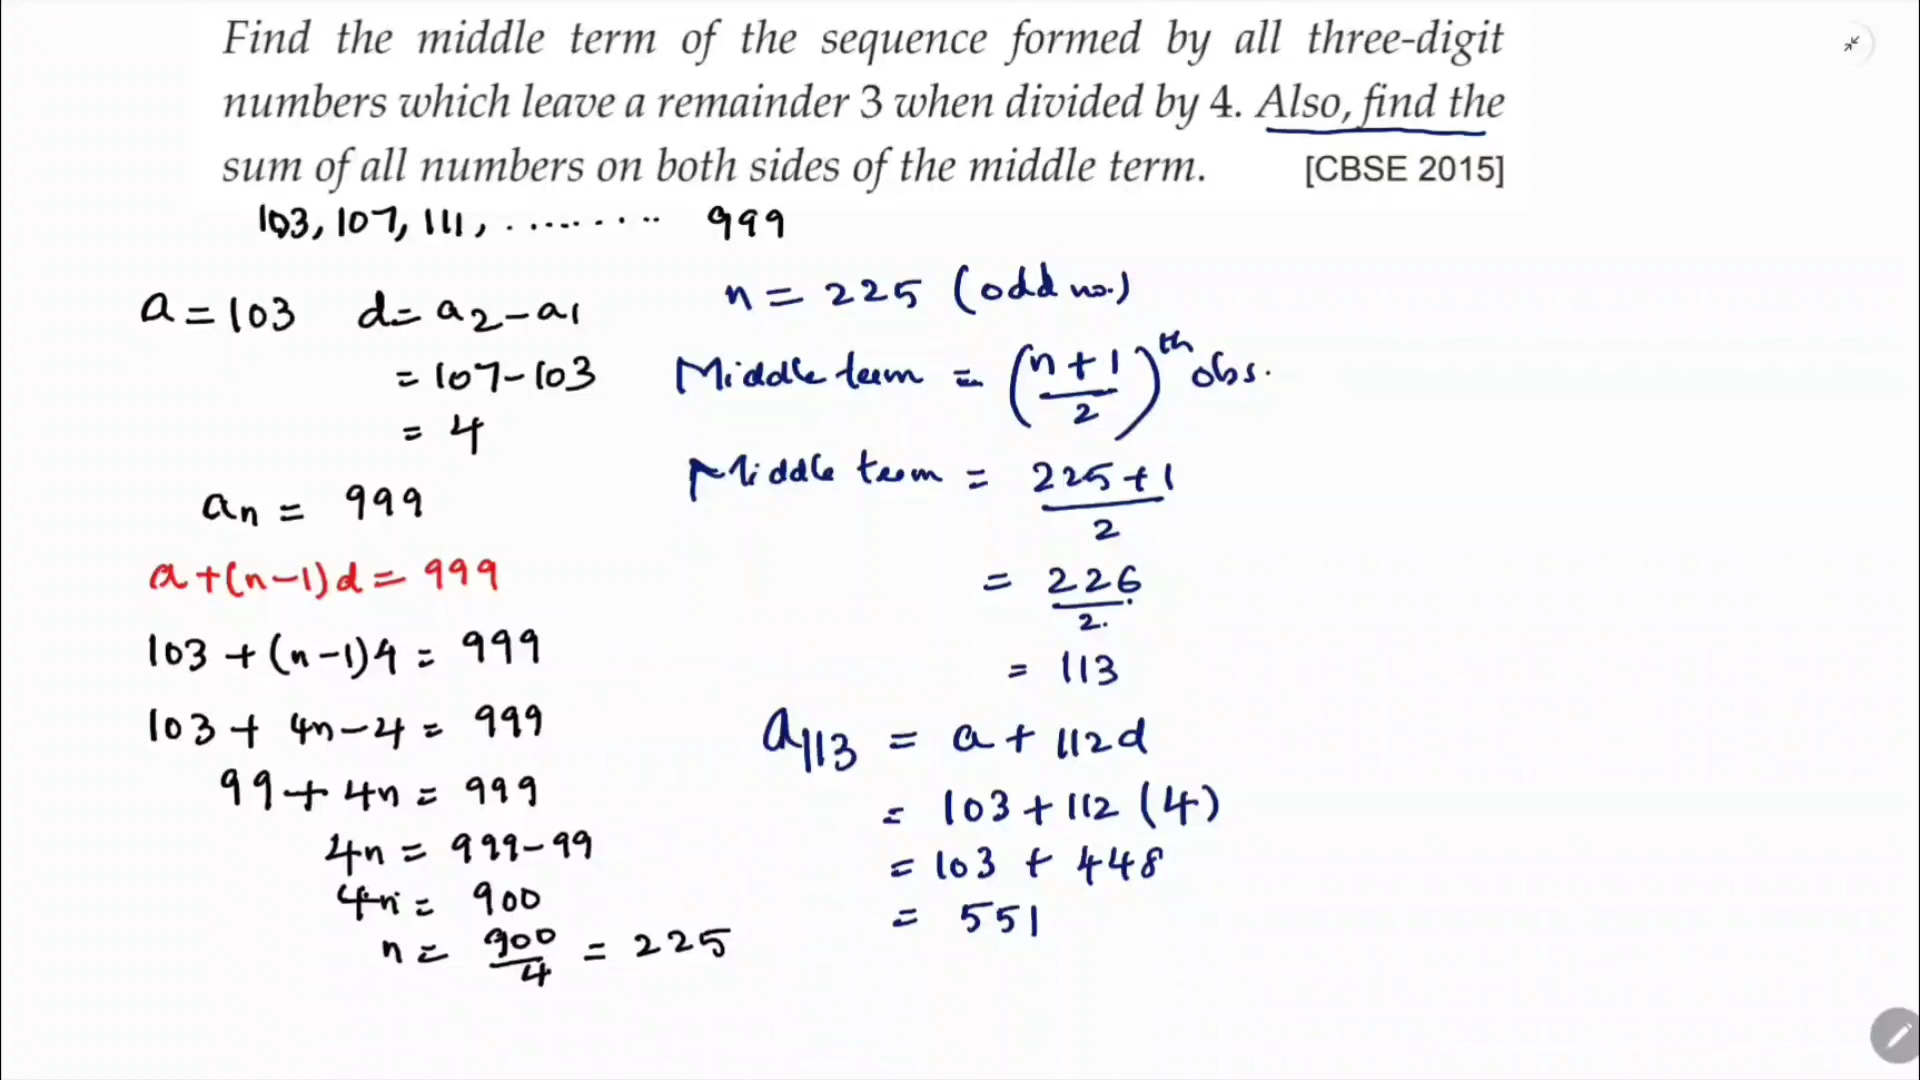 Find the middle term of the sequence formed by all three-digit
numbers which leave a remainder 3 when divided by 4. Also, find the
sum of all numbers on both sides of the middle term. [CBSE 2015]
103, 107, 111, .......... 999
a = 103 d = a2 - a1
= 107 - 103
= 4
an = 999
a + (n-1)d = 999
103 + (n-1)4 = 999
103 + 4n - 4 = 999
99 + 4n = 999
4n = 999 - 99
4n = 900
n = 900/4 = 225
n = 225 (odd no.)
Middle term = ((n+1)/2)th obs.
Middle term = (225+1)/2
= 226/2
= 113
a113 = a + 112d
= 103 + 112 (4)
= 103 + 448
= 551